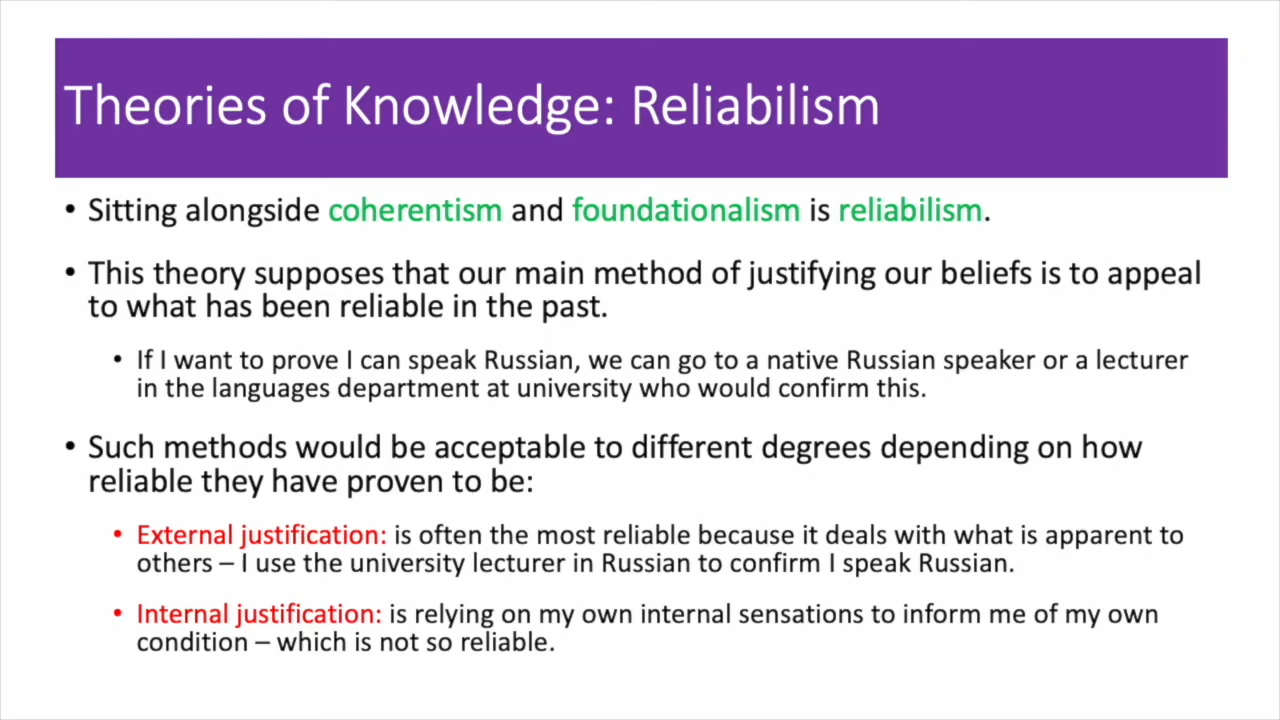 Theories of Knowledge: Reliabilism
• Sitting alongside coherentism and foundationalism is reliabilism.
• This theory supposes that our main method of justifying our beliefs is to appeal
to what has been reliable in the past.
• If I want to prove I can speak Russian, we can go to a native Russian speaker or a lecturer
in the languages department at university who would confirm this.
• Such methods would be acceptable to different degrees depending on how
reliable they have proven to be:
• External justification: is often the most reliable because it deals with what is apparent to
others – I use the university lecturer in Russian to confirm I speak Russian.
• Internal justification: is relying on my own internal sensations to inform me of my own
condition – which is not so reliable.